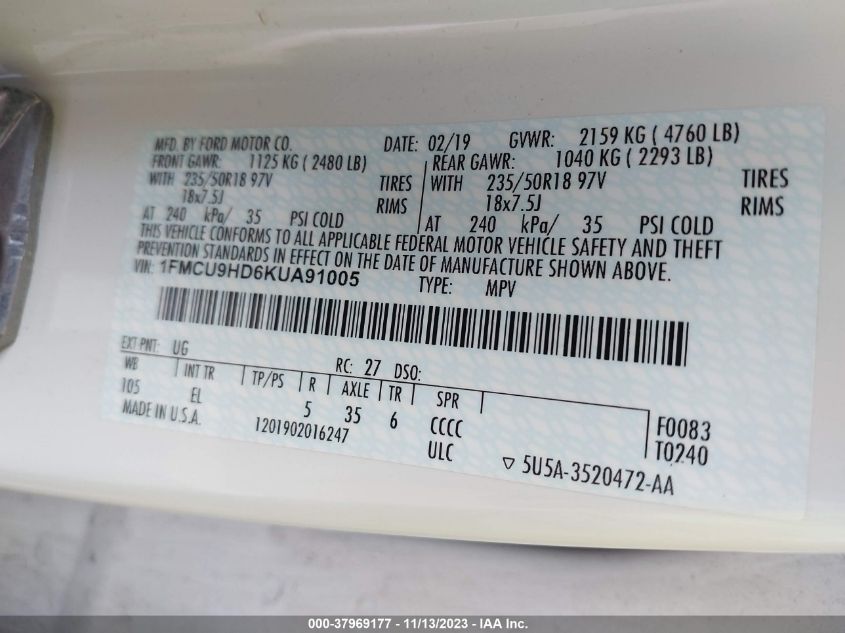 MFD. BY FORD MOTOR CO. DATE: 02/19 GVWR: 2159 KG ( 4760 LB)
FRONT GAWR: 1125 KG ( 2480 LB) REAR GAWR: 1040 KG ( 2293 LB)
WITH 235/50R18 97V TIRES WITH 235/50R18 97V TIRES
18x7.5J RIMS 18x7.5J RIMS
AT 240 kPa/ 35 PSI COLD AT 240 kPa/ 35 PSI COLD
THIS VEHICLE CONFORMS TO ALL APPLICABLE FEDERAL MOTOR VEHICLE SAFETY AND THEFT
PREVENTION STANDARDS IN EFFECT ON THE DATE OF MANUFACTURE SHOWN ABOVE.
VIN: 1FMCU9HD6KUA91005 TYPE: MPV
EXT PNT: UG RC: 27 DSO:
WB INT TR TP/PS R AXLE TR SPR
105 EL 5 35 6 CCCC F0083
MADE IN U.S.A. 1201902016247 ULC T0240
5U5A-3520472-AA
000-37969177 - 11/13/2023 - IAA Inc.